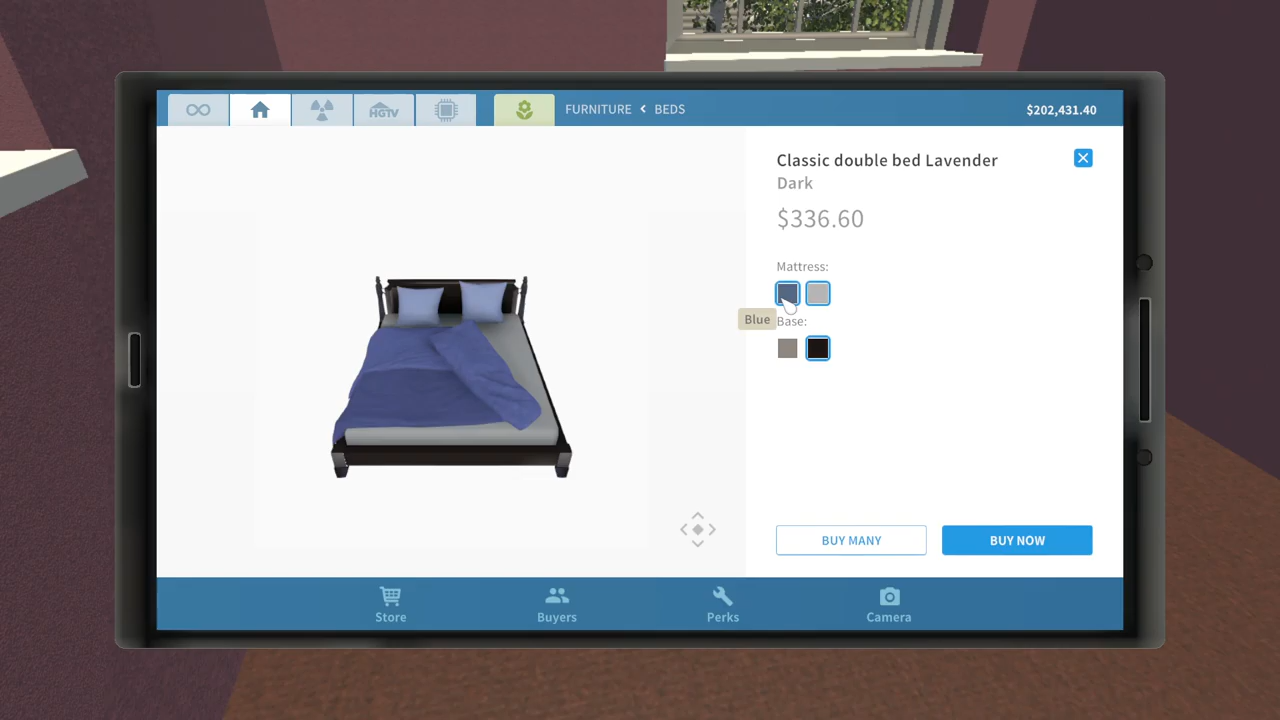 HGTV
FURNITURE < BEDS
$202,431.40
Classic double bed Lavender
Dark
$336.60
Mattress:
Blue
Base:
BUY MANY
BUY NOW
Store
Buyers
Perks
Camera